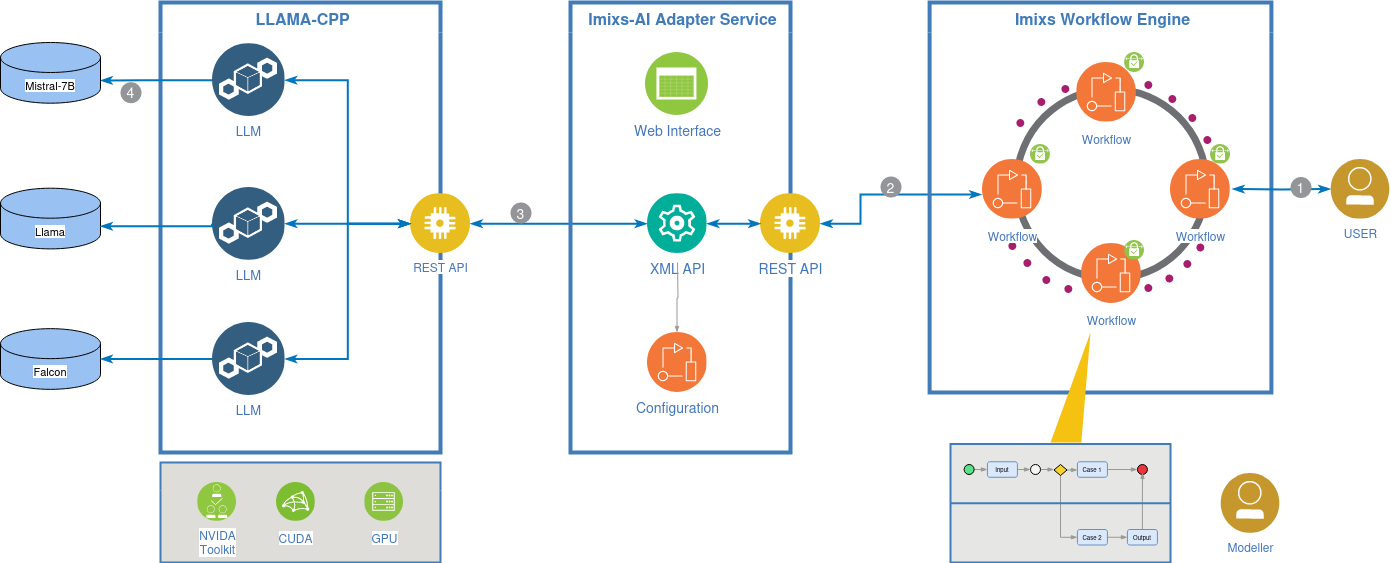 LLAMA-CPP
Imixs-AI Adapter Service
Imixs Workflow Engine
Mistral-7B
4
LLM
Web Interface
Workflow
Llama
LLM
REST API
3
XML API
REST API
2
Workflow
Workflow
1
USER
Workflow
Falcon
LLM
Configuration
NVIDA
Toolkit
CUDA
GPU
Input
Case 1
Case 2
Output
Modeller